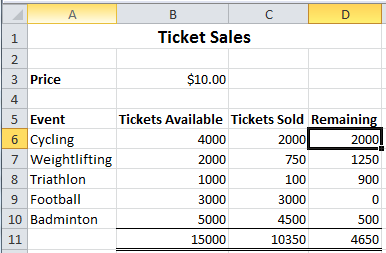 A B C D
1 Ticket Sales
2
3 Price $10.00
4
5 Event Tickets Available Tickets Sold Remaining
6 Cycling 4000 2000 2000
7 Weightlifting 2000 750 1250
8 Triathlon 1000 100 900
9 Football 3000 3000 0
10 Badminton 5000 4500 500
11 15000 10350 4650